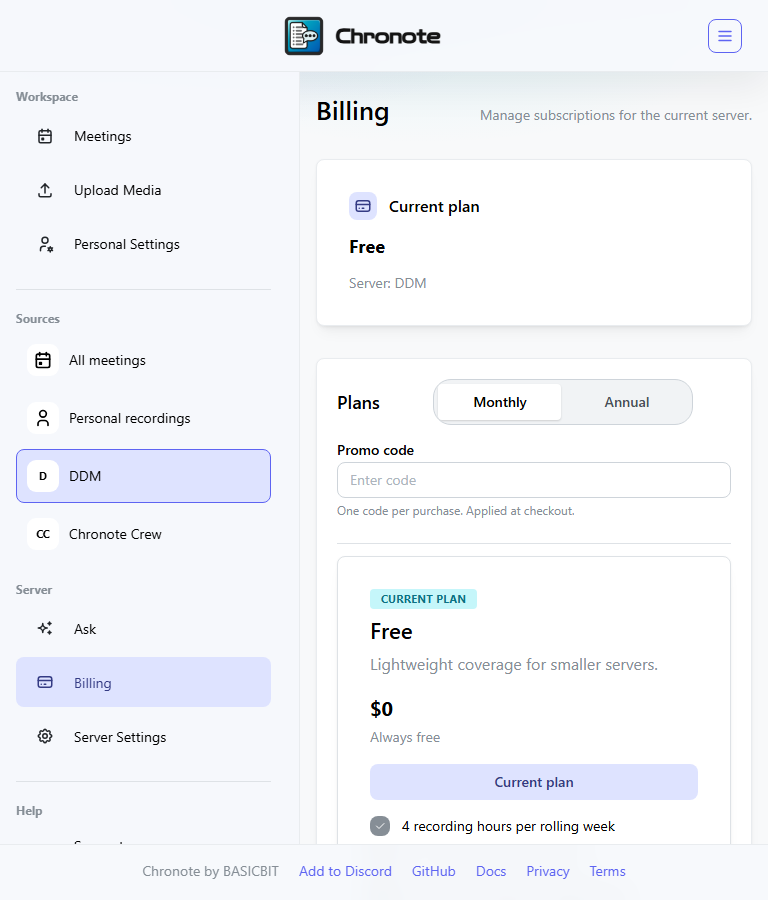 Chronote
Workspace
Meetings
Upload Media
Personal Settings
Sources
All meetings
Personal recordings
D DDM
CC Chronote Crew
Server
Ask
Billing
Server Settings
Help
Billing
Manage subscriptions for the current server.
Current plan
Free
Server: DDM
Plans
Monthly Annual
Promo code
Enter code
One code per purchase. Applied at checkout.
CURRENT PLAN
Free
Lightweight coverage for smaller servers.
$0
Always free
Current plan
4 recording hours per rolling week
Chronote by BASICBIT Add to Discord GitHub Docs Privacy Terms